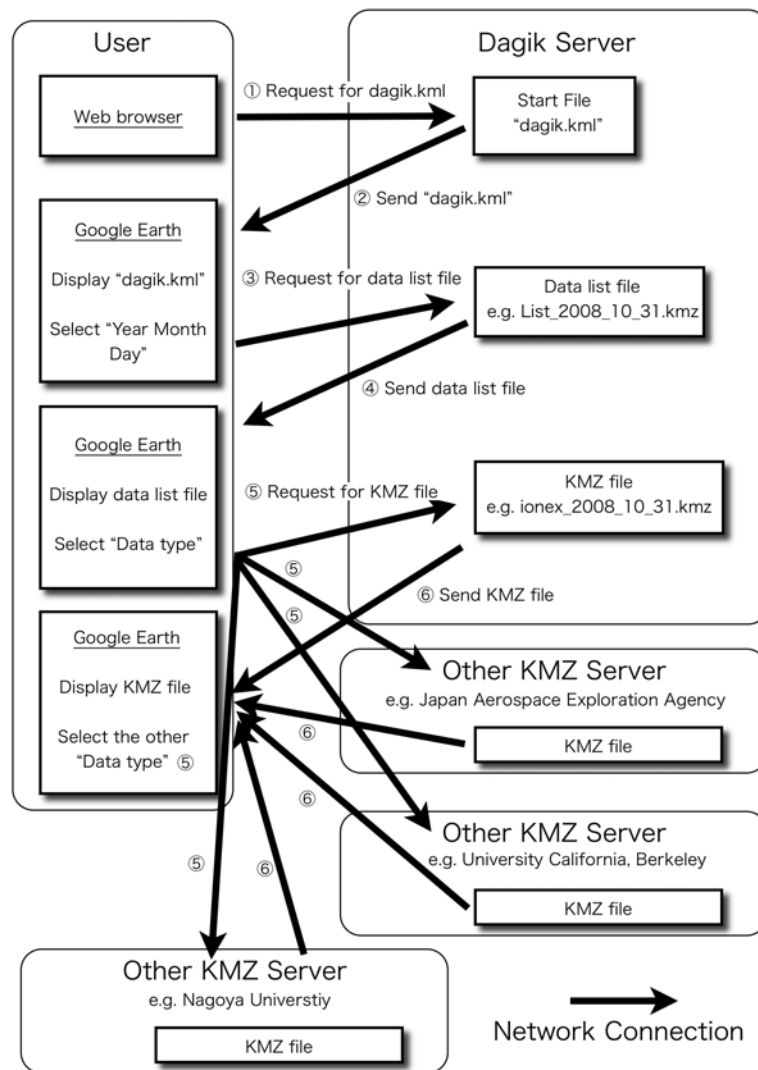 User
Dagik Server
Web browser
① Request for dagik.kml
Start File
“dagik.kml”
② Send “dagik.kml”
Google Earth
Display “dagik.kml”
Select “Year Month
Day”
③ Request for data list file
Data list file
e.g. List_2008_10_31.kmz
④ Send data list file
Google Earth
Display data list file
Select “Data type”
⑤ Request for KMZ file
KMZ file
e.g. ionex_2008_10_31.kmz
⑤
⑤
⑥ Send KMZ file
Google Earth
Display KMZ file
Select the other
“Data type” ⑤
Other KMZ Server
e.g. Japan Aerospace Exploration Agency
KMZ file
⑥
⑥
Other KMZ Server
e.g. University California, Berkeley
KMZ file
⑤
⑥
Other KMZ Server
e.g. Nagoya Universtiy
KMZ file
Network Connection